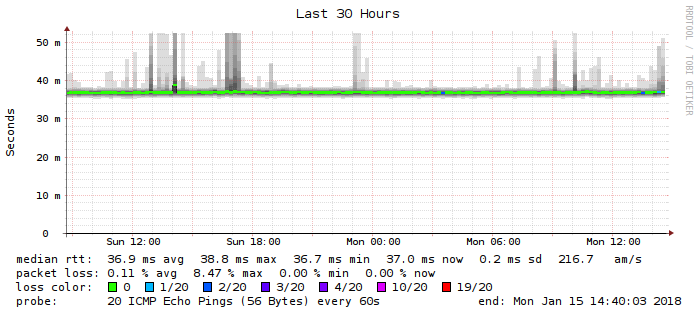 Last 30 Hours
RRDTOOL / TOBI OETIKER
Seconds
50 m
40 m
30 m
20 m
10 m
0
Sun 12:00 Sun 18:00 Mon 00:00 Mon 06:00 Mon 12:00
median rtt: 36.9 ms avg 38.8 ms max 36.7 ms min 37.0 ms now 0.2 ms sd 216.7 am/s
packet loss: 0.11 % avg 8.47 % max 0.00 % min 0.00 % now
loss color: 0 1/20 2/20 3/20 4/20 10/20 19/20
probe: 20 ICMP Echo Pings (56 Bytes) every 60s end: Mon Jan 15 14:40:03 2018